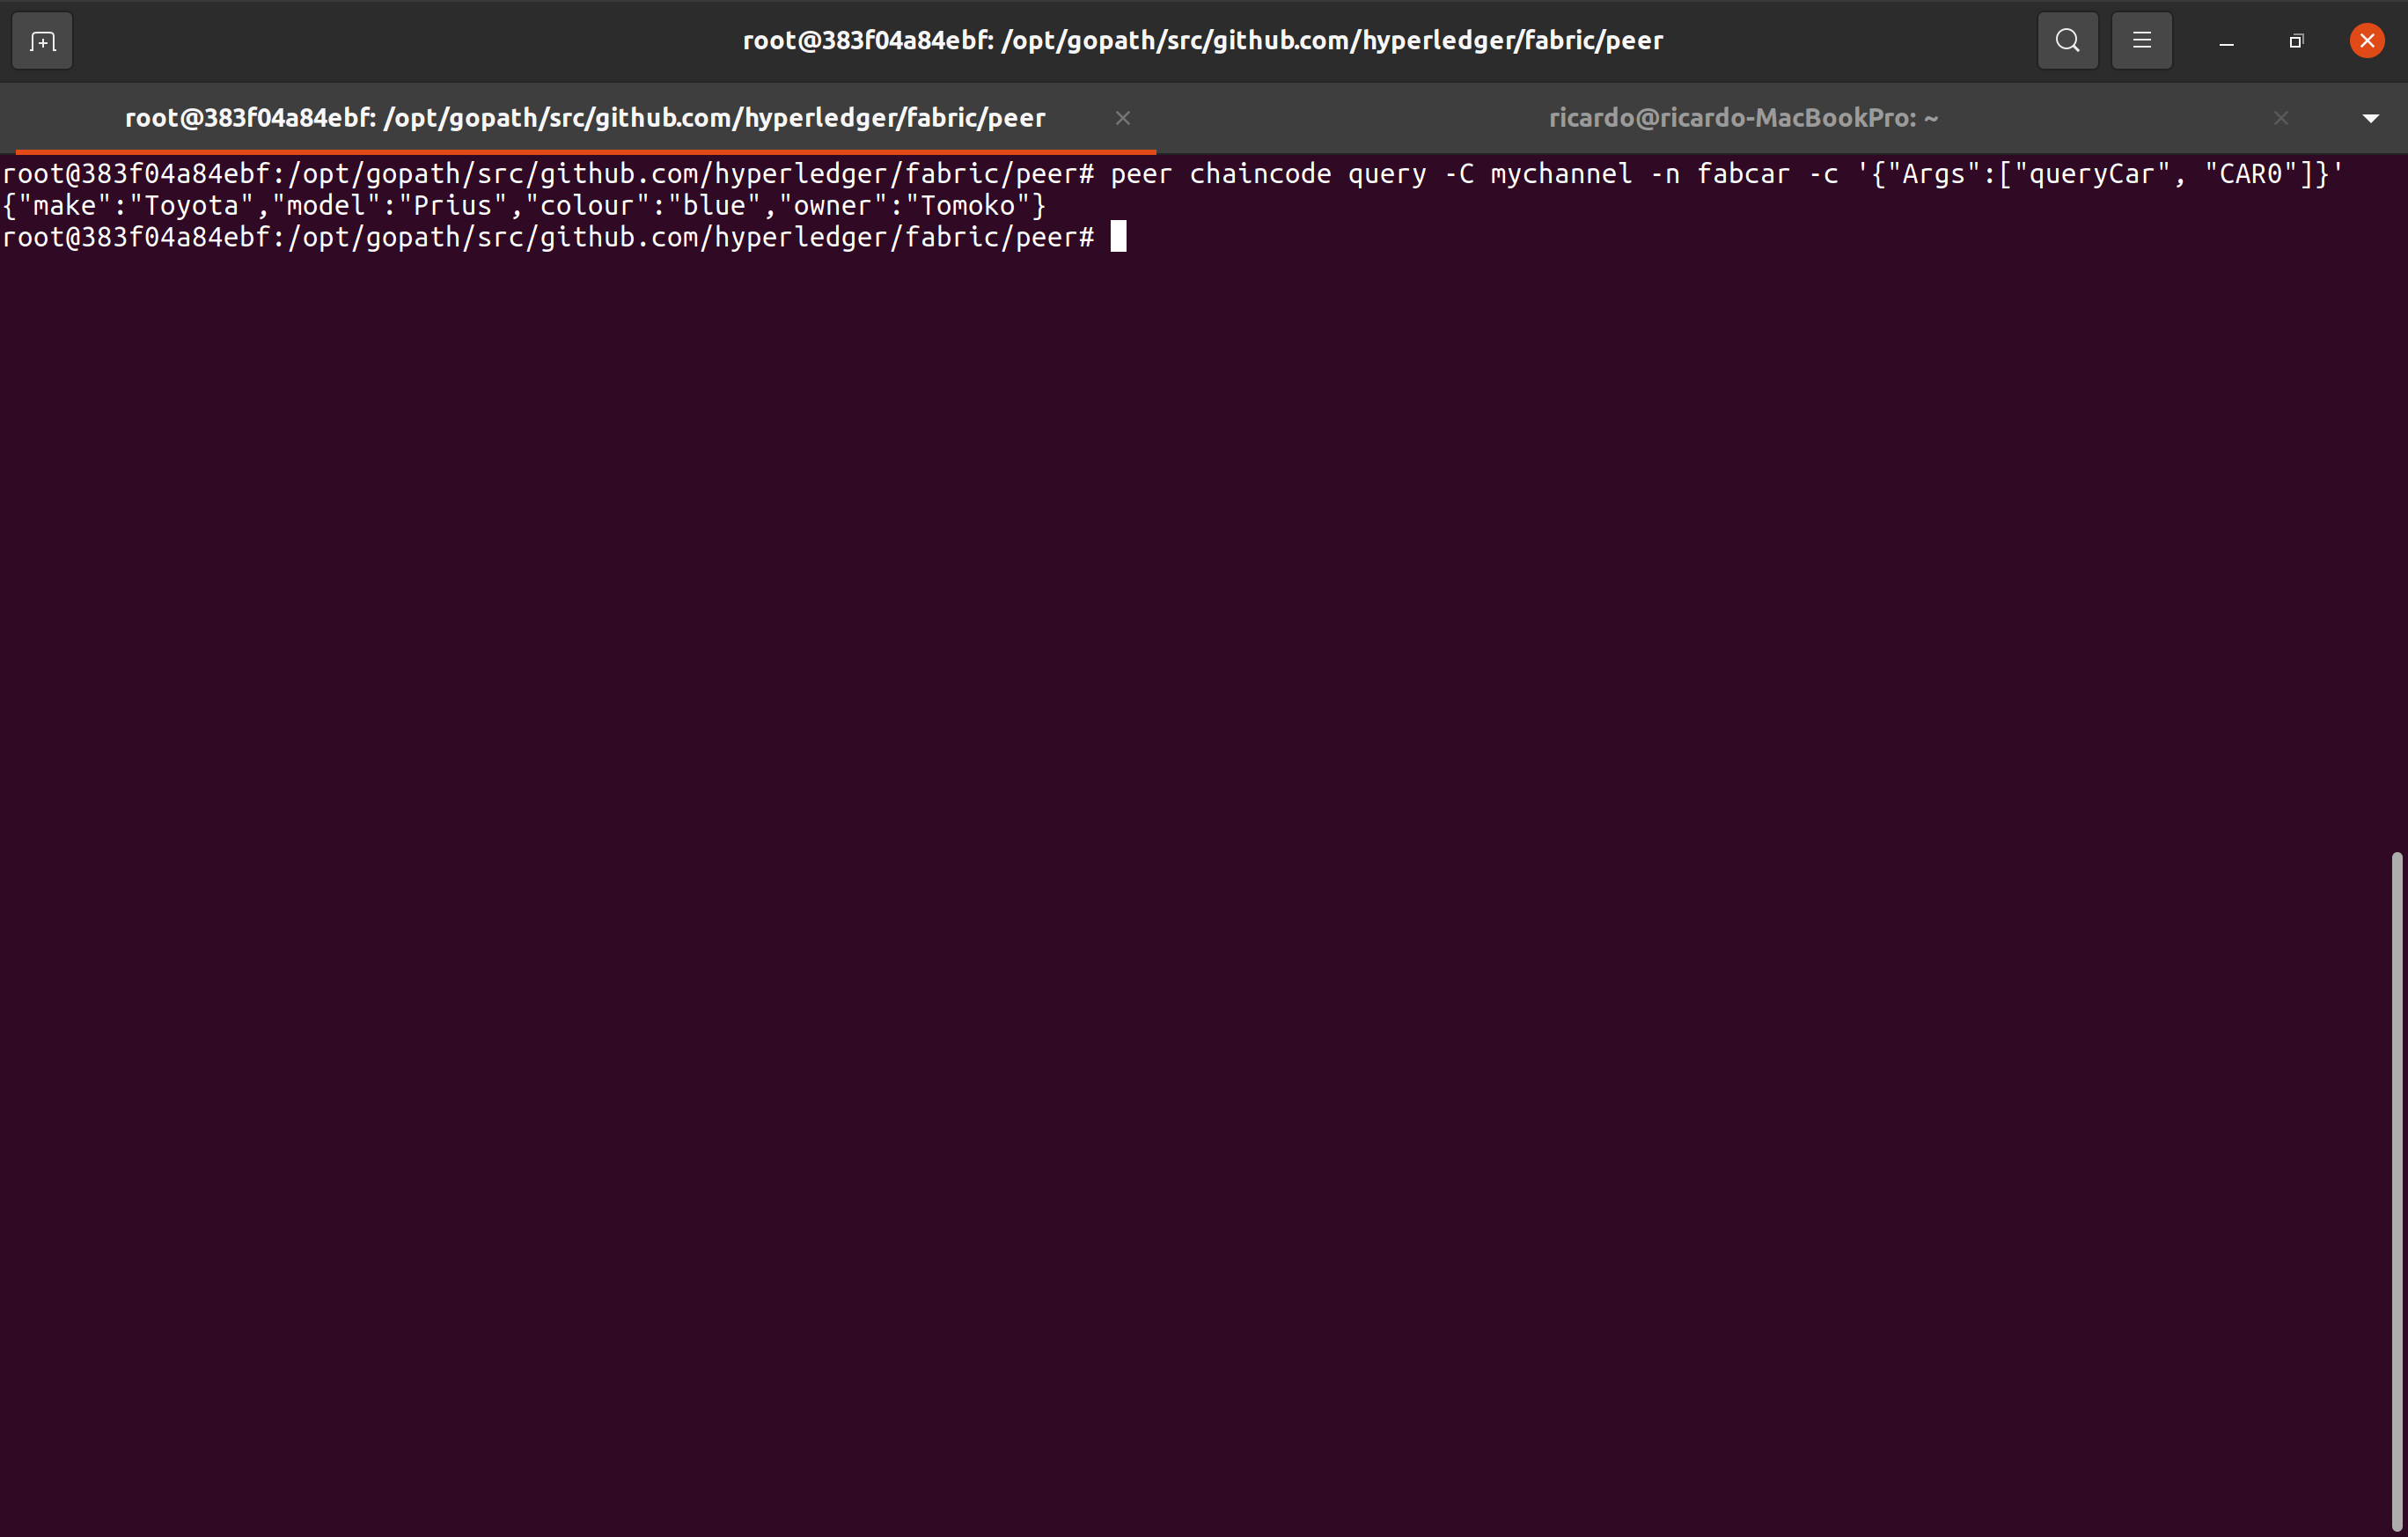 root@383f04a84ebf: /opt/gopath/src/github.com/hyperledger/fabric/peer
root@383f04a84ebf: /opt/gopath/src/github.com/hyperledger/fabric/peer
ricardo@ricardo-MacBookPro: ~
root@383f04a84ebf:/opt/gopath/src/github.com/hyperledger/fabric/peer# peer chaincode query -C mychannel -n fabcar -c '{"Args":["queryCar", "CAR0"]}'
{"make":"Toyota","model":"Prius","colour":"blue","owner":"Tomoko"}
root@383f04a84ebf:/opt/gopath/src/github.com/hyperledger/fabric/peer#